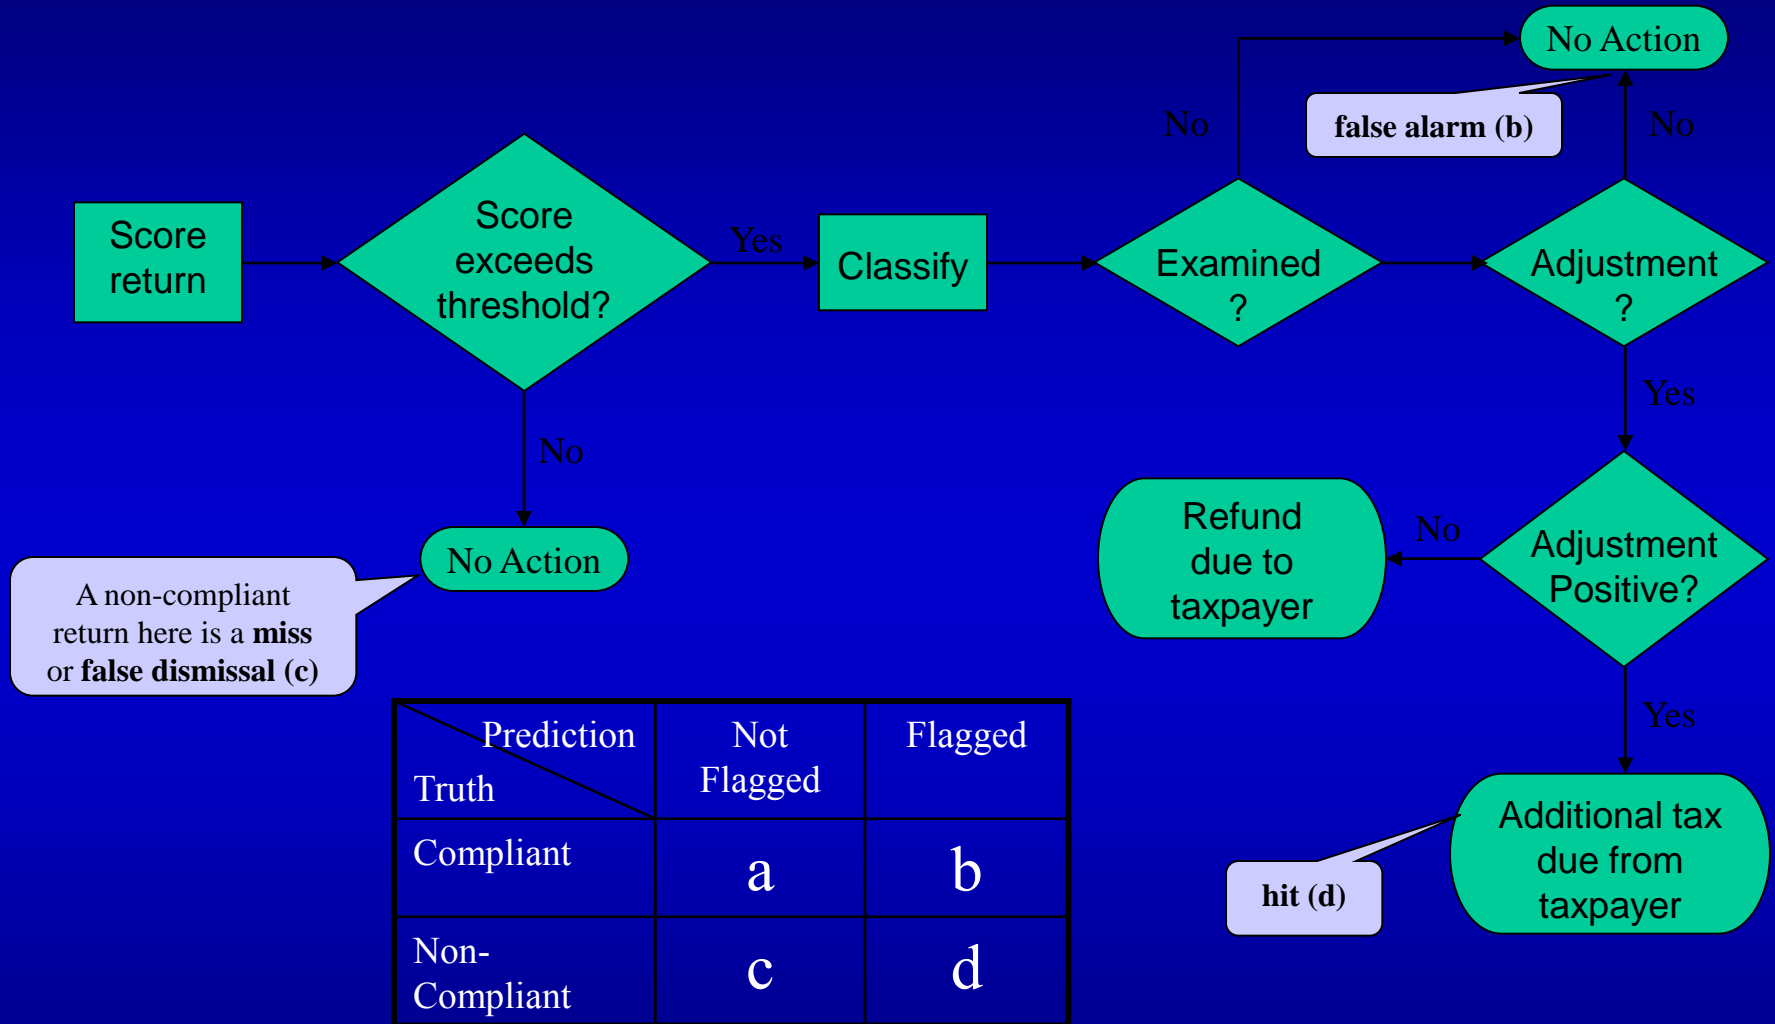 No Action
No
false alarm (b)
No
Score
return
Score
exceeds
threshold?
Yes
Classify
Examined
?
Adjustment
?
Yes
No
No Action
A non-compliant
return here is a miss
or false dismissal (c)
Refund
due to
taxpayer
No
Adjustment
Positive?
Yes
Additional tax
due from
taxpayer
hit (d)
Prediction
Truth
Not
Flagged
Flagged
Compliant
a
b
Non-
Compliant
c
d